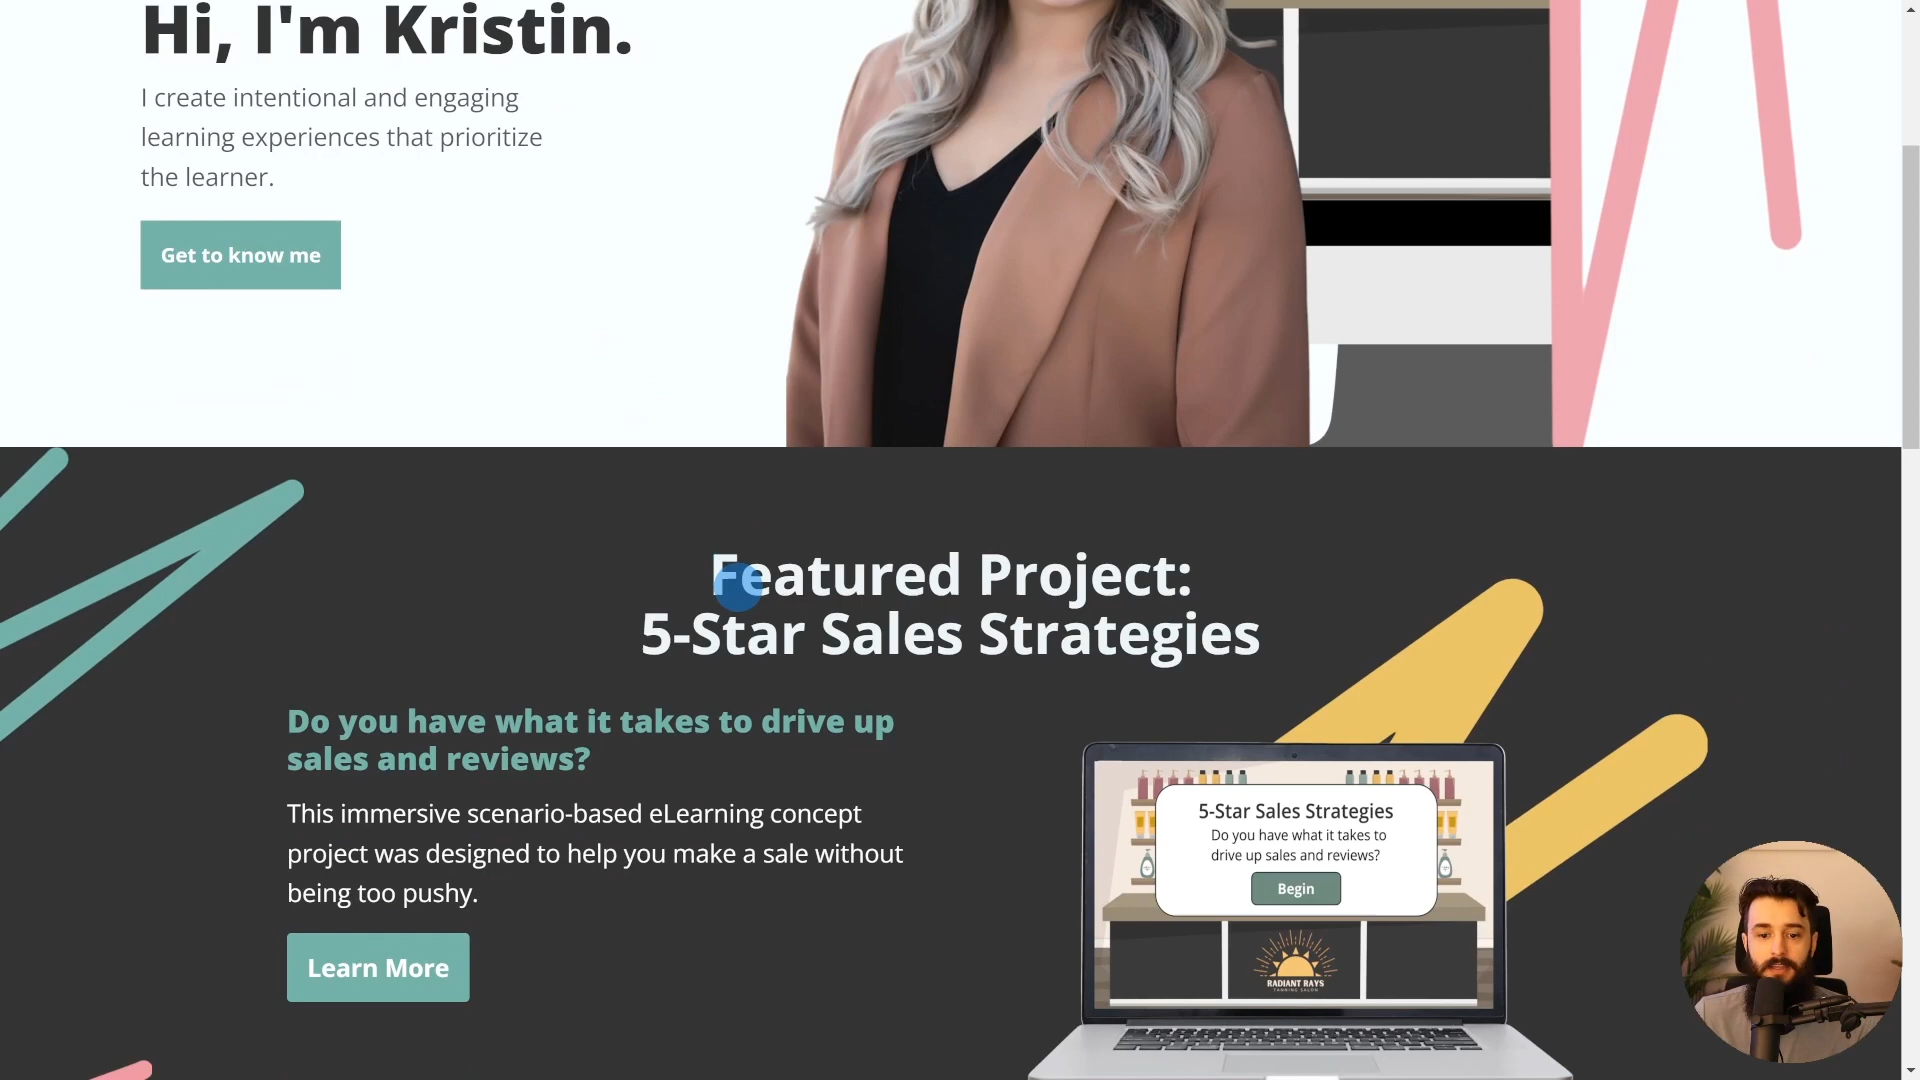 Hi, I'm Kristin.
I create intentional and engaging
learning experiences that prioritize
the learner.
Get to know me
Featured Project:
5-Star Sales Strategies
Do you have what it takes to drive up
sales and reviews?
This immersive scenario-based eLearning concept
project was designed to help you make a sale without
being too pushy.
Learn More
5-Star Sales Strategies
Do you have what it takes to
drive up sales and reviews?
Begin
RADIANT RAYS
TANNING SALON